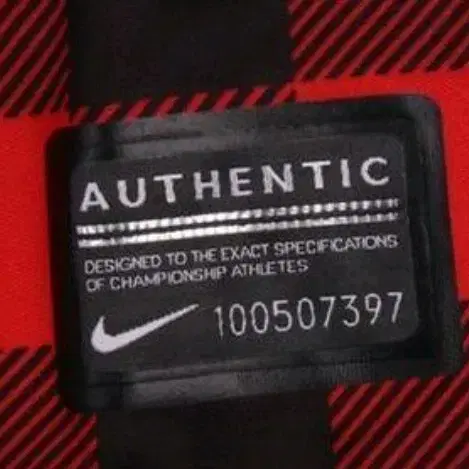 AUTHENTIC
DESIGNED TO THE EXACT SPECIFICATIONS
OF CHAMPIONSHIP ATHLETES
100507397